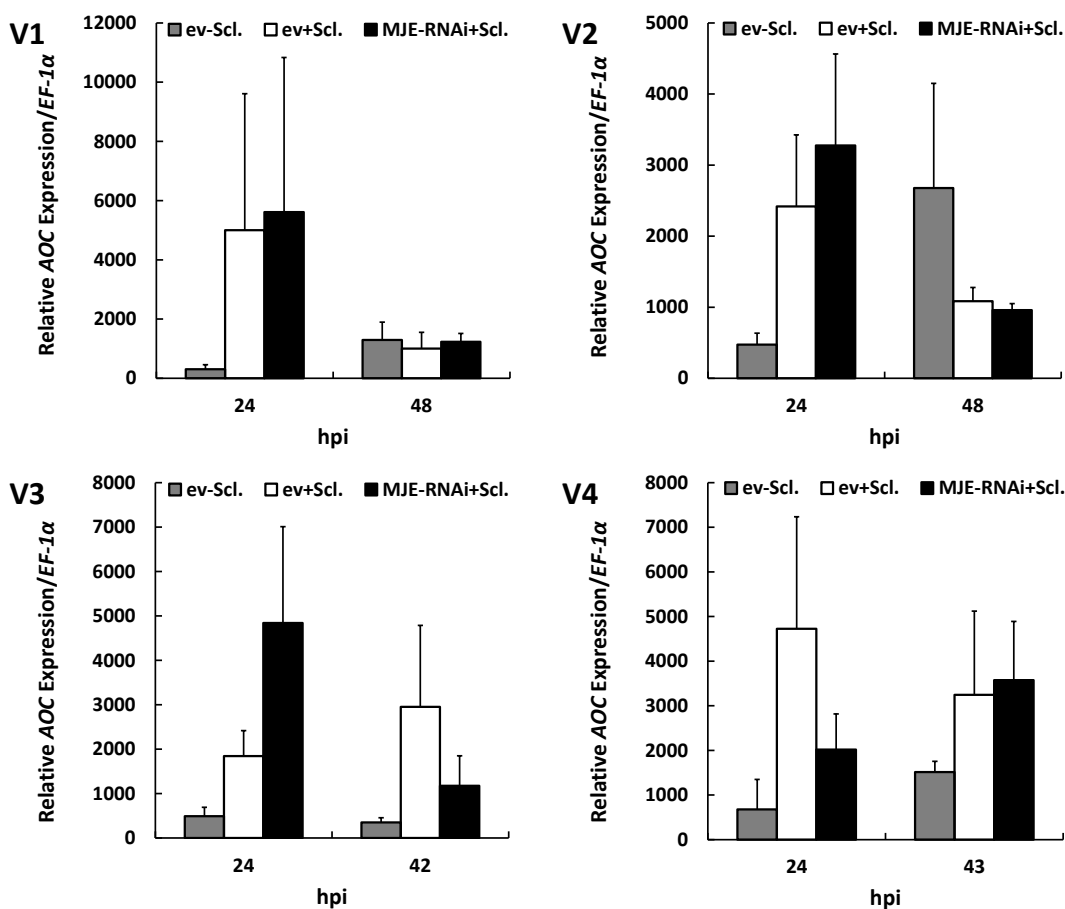 V1
ev-Scl. ev+Scl. MJE-RNAi+Scl.
Relative AOC Expression/EF-1α
12000
10000
8000
6000
4000
2000
0
24 48
hpi
V2
ev-Scl. ev+Scl. MJE-RNAi+Scl.
Relative AOC Expression/EF-1α
5000
4000
3000
2000
1000
0
24 48
hpi
V3
ev-Scl. ev+Scl. MJE-RNAi+Scl.
Relative AOC Expression/EF-1α
8000
7000
6000
5000
4000
3000
2000
1000
0
24 42
hpi
V4
ev-Scl. ev+Scl. MJE-RNAi+Scl.
Relative AOC Expression/EF-1α
8000
7000
6000
5000
4000
3000
2000
1000
0
24 43
hpi